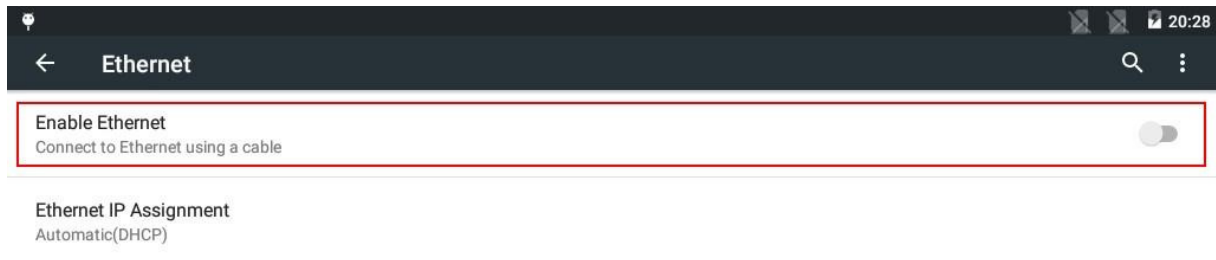 20:28
Ethernet
Enable Ethernet
Connect to Ethernet using a cable
Ethernet IP Assignment
Automatic(DHCP)